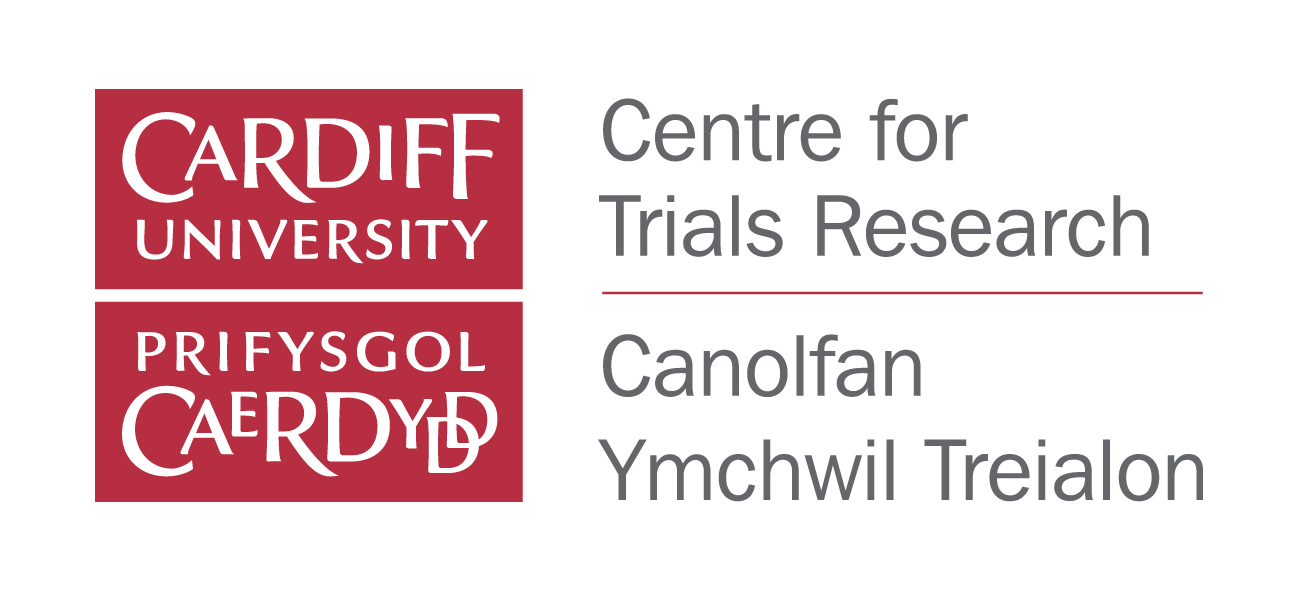 CARDIFF
UNIVERSITY
PRIFYSGOL
CAERDYDD
Centre for
Trials Research
Canolfan
Ymchwil Treialon